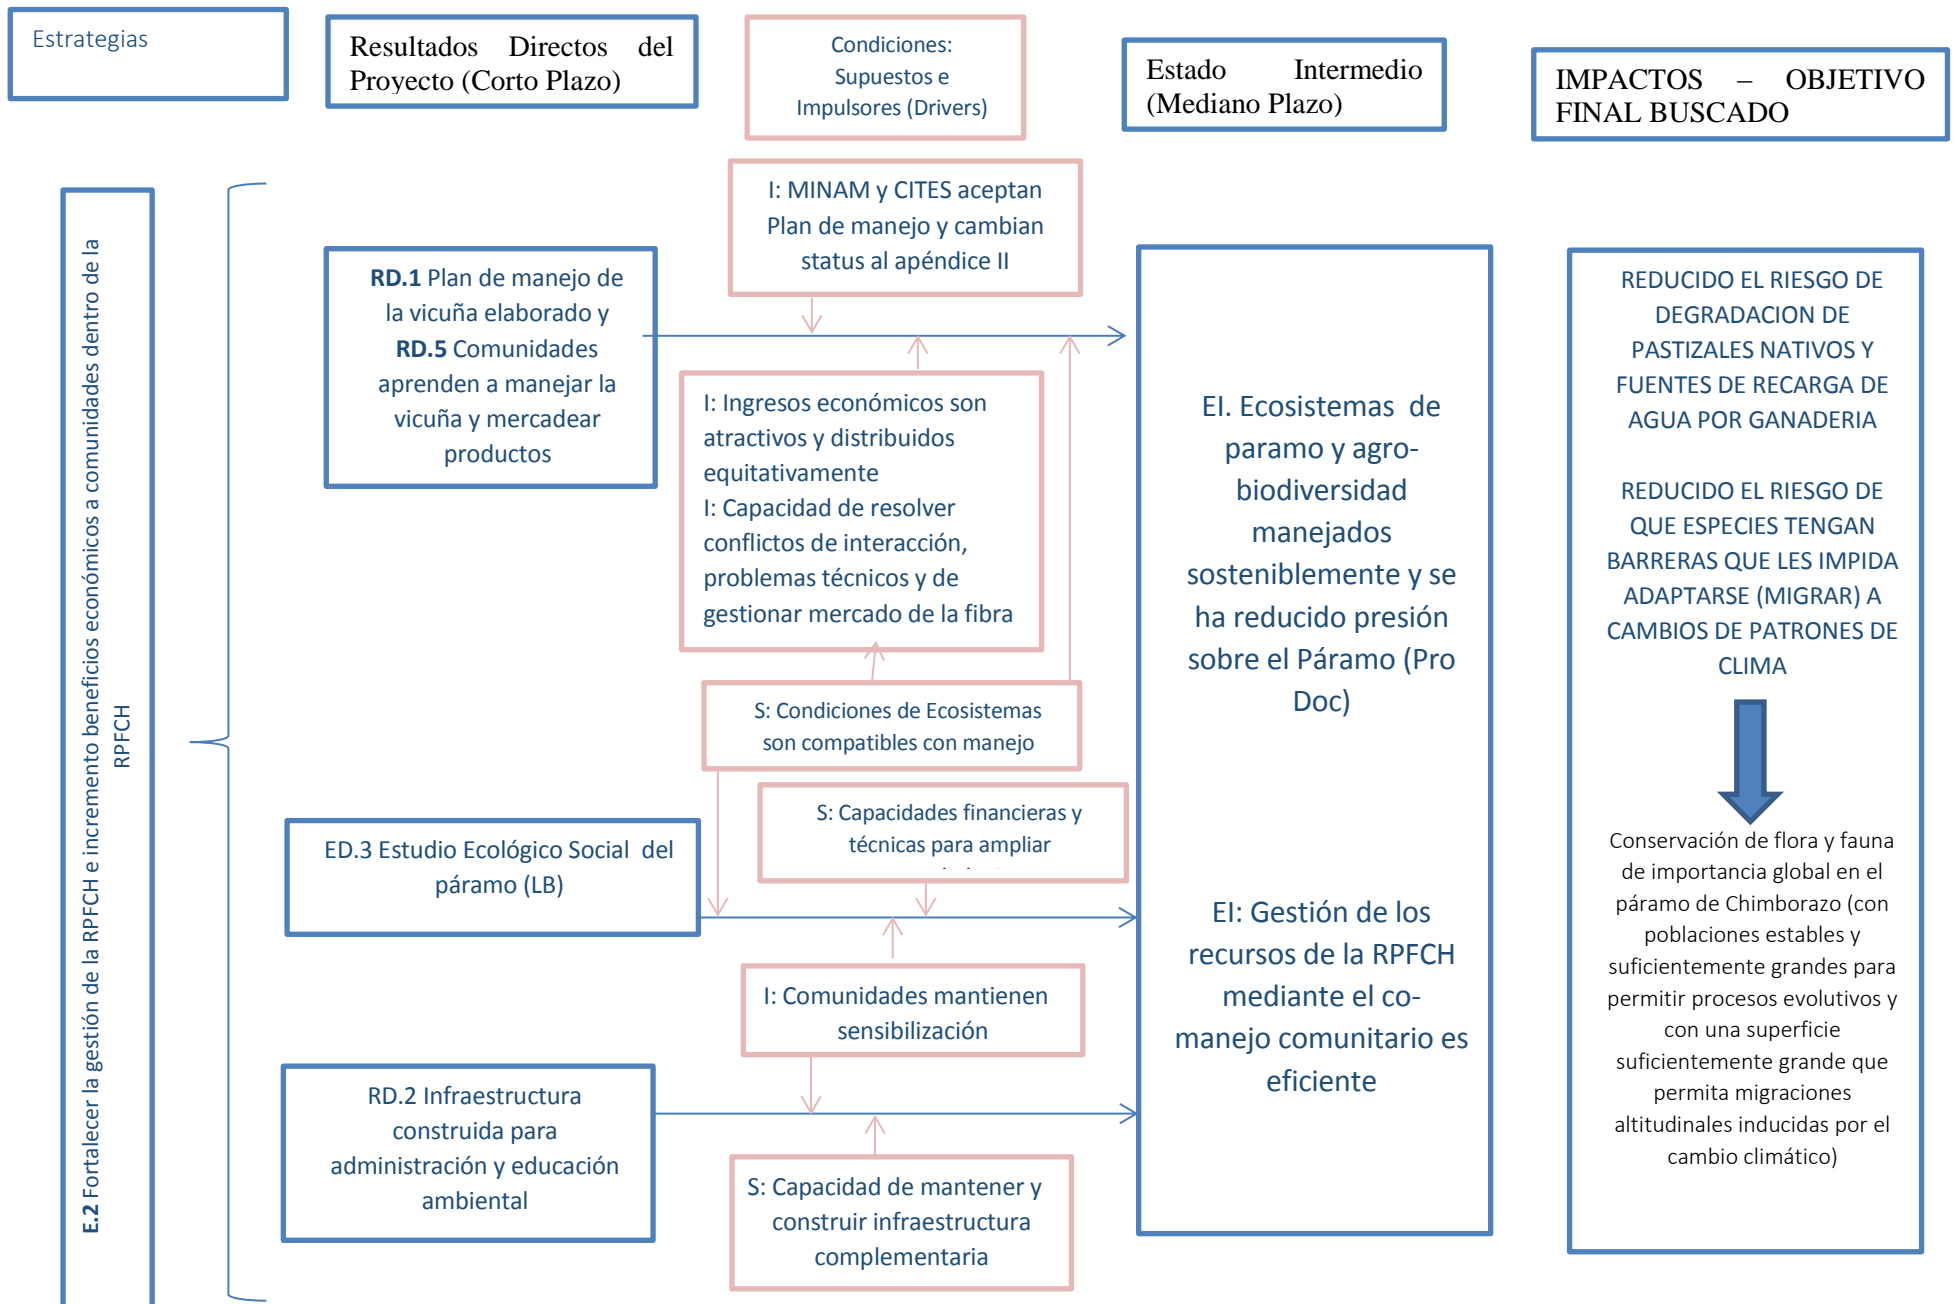 Estrategias
Resultados Directos del
Proyecto (Corto Plazo)
Condiciones:
Supuestos e
Impulsores (Drivers)
Estado Intermedio
(Mediano Plazo)
IMPACTOS – OBJETIVO
FINAL BUSCADO
E.2 Fortalecer la gestión de la RPFCH e incremento beneficios económicos a comunidades dentro de la
RPFCH
RD.1 Plan de manejo de
la vicuña elaborado y
RD.5 Comunidades
aprenden a manejar la
vicuña y mercadear
productos
ED.3 Estudio Ecológico Social del
páramo (LB)
RD.2 Infraestructura
construida para
administración y educación
ambiental
I: MINAM y CITES aceptan
Plan de manejo y cambian
status al apéndice II
I: Ingresos económicos son
atractivos y distribuidos
equitativamente
I: Capacidad de resolver
conflictos de interacción,
problemas técnicos y de
gestionar mercado de la fibra
S: Condiciones de Ecosistemas
son compatibles con manejo
S: Capacidades financieras y
técnicas para ampliar
I: Comunidades mantienen
sensibilización
S: Capacidad de mantener y
construir infraestructura
complementaria
EI. Ecosistemas de
paramo y agro-
biodiversidad
manejados
sosteniblemente y se
ha reducido presión
sobre el Páramo (Pro
Doc)
EI: Gestión de los
recursos de la RPFCH
mediante el co-
manejo comunitario es
eficiente
REDUCIDO EL RIESGO DE
DEGRADACION DE
PASTIZALES NATIVOS Y
FUENTES DE RECARGA DE
AGUA POR GANADERIA
REDUCIDO EL RIESGO DE
QUE ESPECIES TENGAN
BARRERAS QUE LES IMPIDA
ADAPTARSE (MIGRAR) A
CAMBIOS DE PATRONES DE
CLIMA
Conservación de flora y fauna
de importancia global en el
páramo de Chimborazo (con
poblaciones estables y
suficientemente grandes para
permitir procesos evolutivos y
con una superficie
suficientemente grande que
permita migraciones
altitudinales inducidas por el
cambio climático)